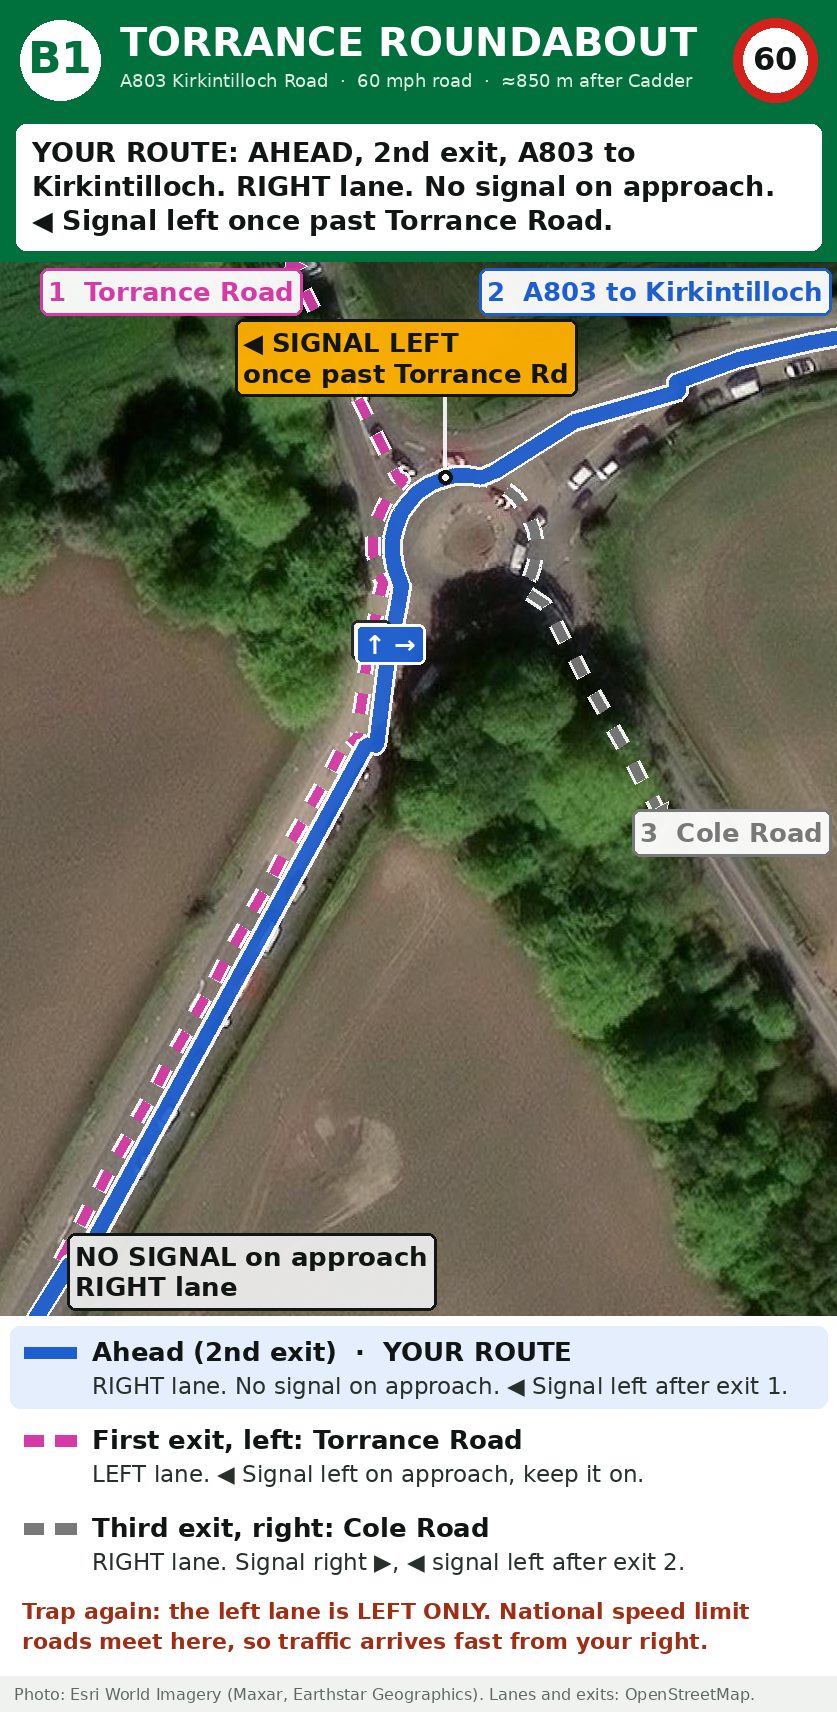 B1
TORRANCE ROUNDABOUT
A803 Kirkintilloch Road · 60 mph road · ≈850 m after Cadder
60
YOUR ROUTE: AHEAD, 2nd exit, A803 to
Kirkintilloch. RIGHT lane. No signal on approach.
◀ Signal left once past Torrance Road.
1 Torrance Road
2 A803 to Kirkintilloch
◀ SIGNAL LEFT
once past Torrance Rd
↑ →
3 Cole Road
NO SIGNAL on approach
RIGHT lane
Ahead (2nd exit) · YOUR ROUTE
RIGHT lane. No signal on approach. ◀ Signal left after exit 1.
First exit, left: Torrance Road
LEFT lane. ◀ Signal left on approach, keep it on.
Third exit, right: Cole Road
RIGHT lane. Signal right ▶, ◀ signal left after exit 2.
Trap again: the left lane is LEFT ONLY. National speed limit
roads meet here, so traffic arrives fast from your right.
Photo: Esri World Imagery (Maxar, Earthstar Geographics). Lanes and exits: OpenStreetMap.